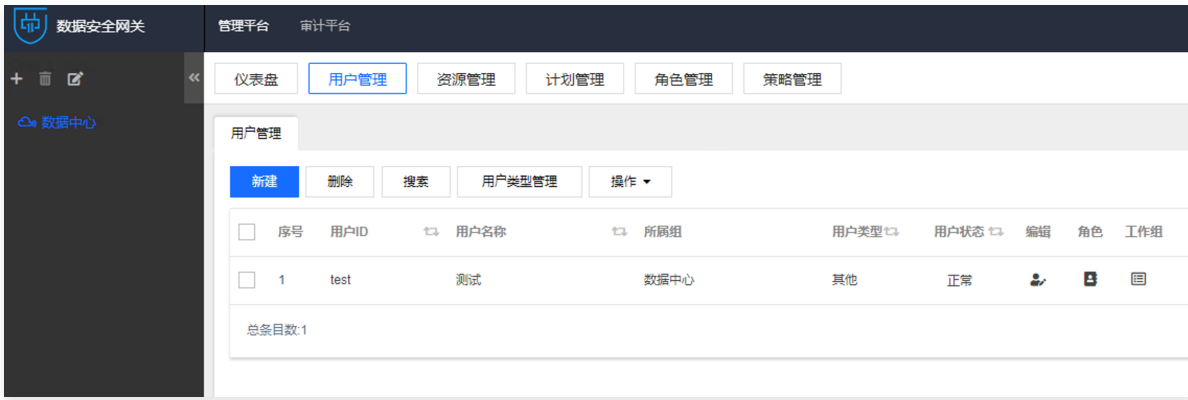 数据安全网关 管理平台 审计平台
仪表盘 用户管理 资源管理 计划管理 角色管理 策略管理
数据中心
用户管理
新建 删除 搜索 用户类型管理 操作
序号 用户ID 用户名称 所属组 用户类型 用户状态 编辑 角色 工作组
1 test 测试 数据中心 其他 正常
总条目数:1